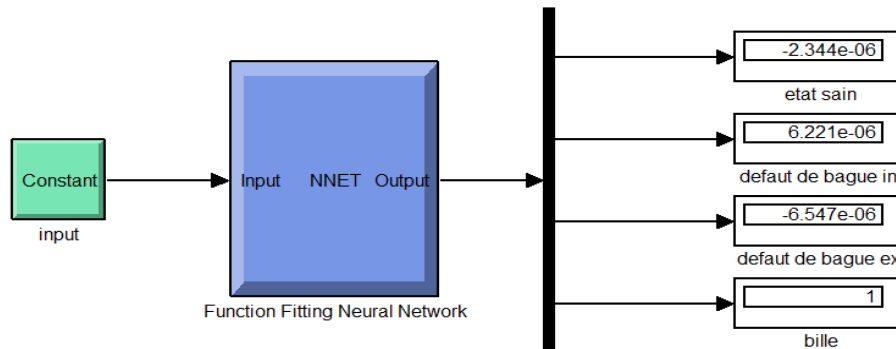 Constant
input
Input NNET Output
Function Fitting Neural Network
-2.344e-06
etat sain
6.221e-06
defaut de bague in
-6.547e-06
defaut de bague ex
1
bille